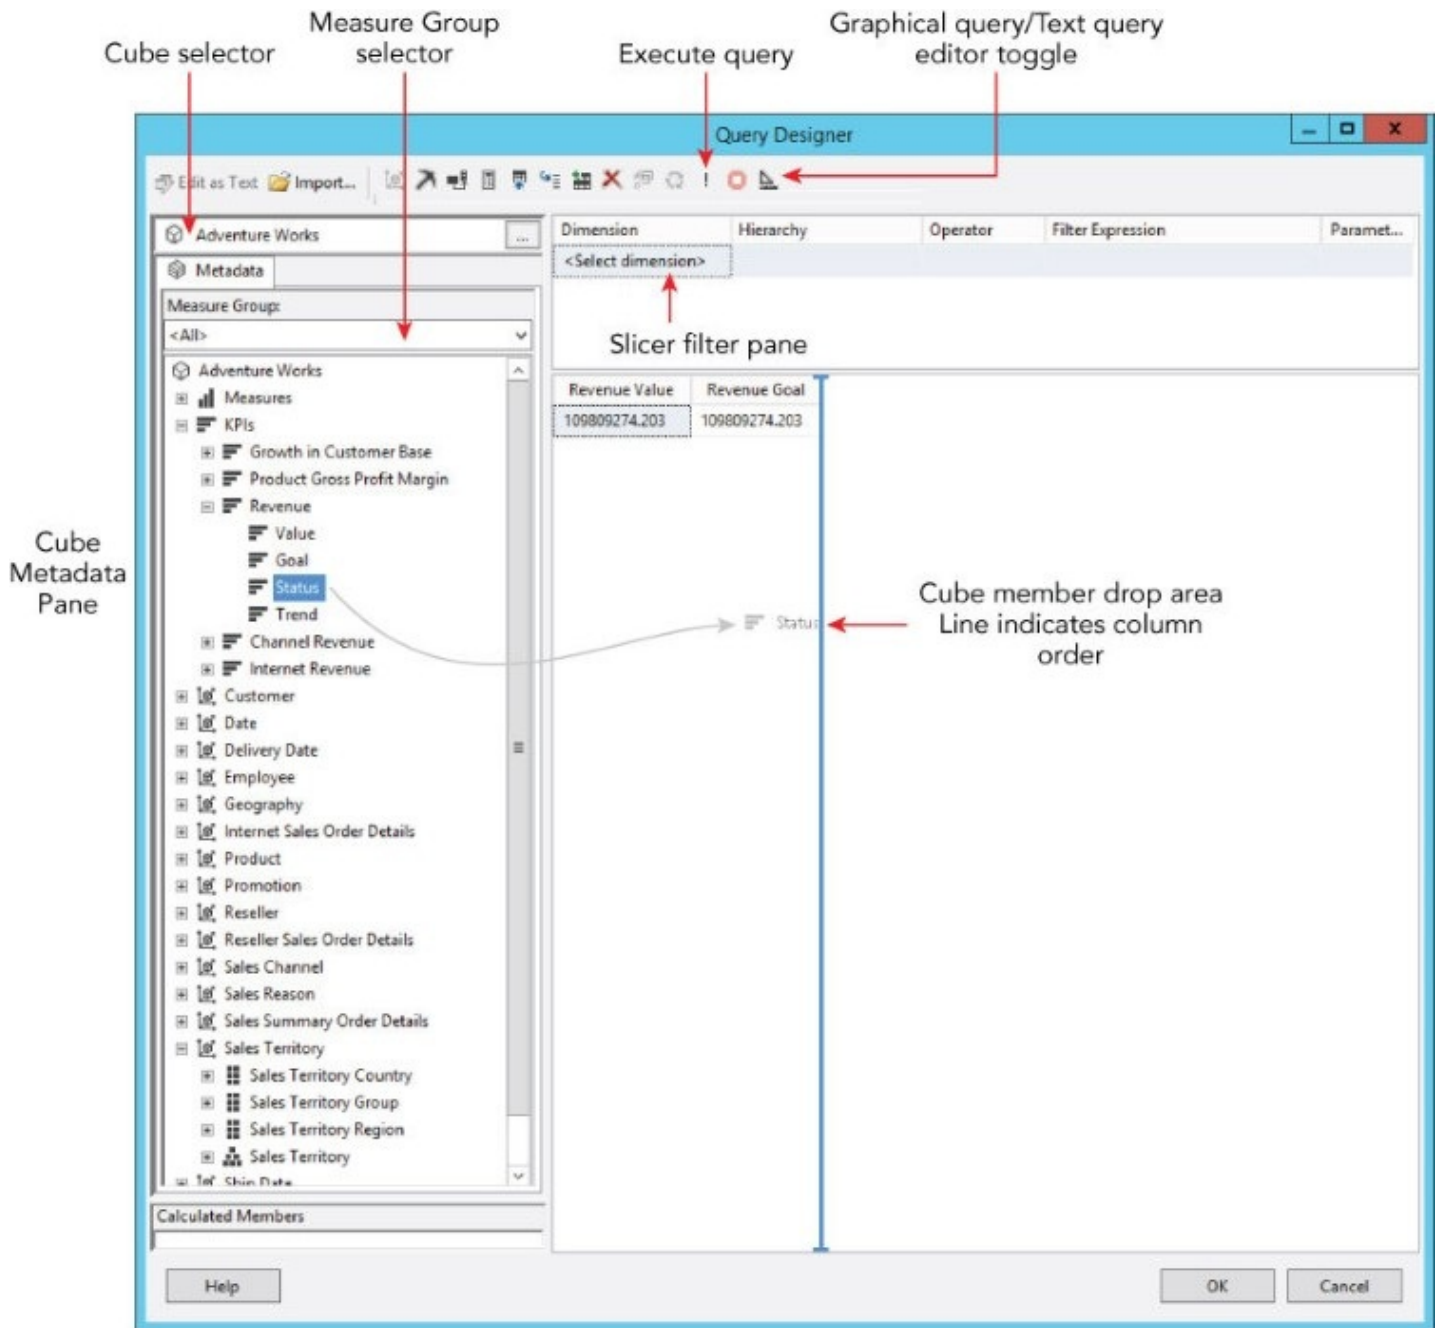 Measure Group
selector
Cube selector
Execute query
Graphical query/Text query
editor toggle
Query Designer
Edit as Text Import...
Adventure Works ...
Metadata
Measure Group:
<All>
Adventure Works
Measures
KPIs
Growth in Customer Base
Product Gross Profit Margin
Revenue
Value
Goal
Status
Trend
Channel Revenue
Internet Revenue
Customer
Date
Delivery Date
Employee
Geography
Internet Sales Order Details
Product
Promotion
Reseller
Reseller Sales Order Details
Sales Channel
Sales Reason
Sales Summary Order Details
Sales Territory
Sales Territory Country
Sales Territory Group
Sales Territory Region
Sales Territory
Ship Date
Calculated Members
Cube
Metadata
Pane
Dimension Hierarchy Operator Filter Expression Paramet...
<Select dimension>
Slicer filter pane
Revenue Value Revenue Goal
109809274.203 109809274.203
Status
Cube member drop area
Line indicates column
order
Help OK Cancel